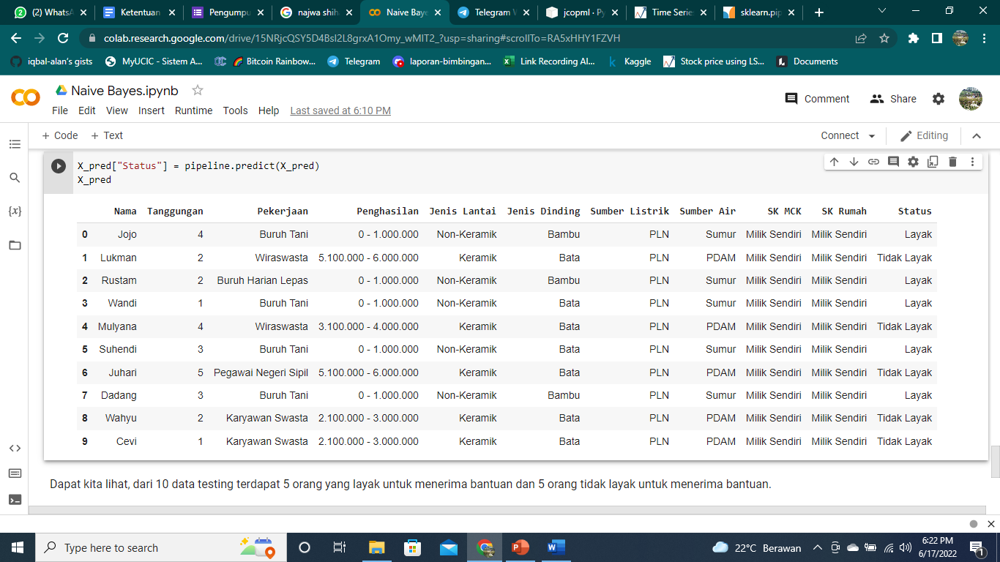 (2) WhatsA
Ketentuan
Pengumpu
najwa shih
Naive Baye
Telegram W
jcopml · Py
Time Serie
sklearn.pip
colab.research.google.com/drive/15NRjcQSY5D4Bsl2L8grxA1Omy_wMIT2_?usp=sharing#scrollTo=RA5xHHY1FZVH
iqbal-alan's gists
MyUCIC - Sistem A...
Bitcoin Rainbow...
Telegram
laporan-bimbingan...
Link Recording Al...
Kaggle
Stock price using LS...
Documents
Naive Bayes.ipynb
File Edit View Insert Runtime Tools Help Last saved at 6:10 PM
Comment Share
+ Code + Text
Connect Editing
X_pred["Status"] = pipeline.predict(X_pred)
X_pred
Nama Tanggungan Pekerjaan Penghasilan Jenis Lantai Jenis Dinding Sumber Listrik Sumber Air SK MCK SK Rumah Status
0 Jojo 4 Buruh Tani 0 - 1.000.000 Non-Keramik Bambu PLN Sumur Milik Sendiri Milik Sendiri Layak
1 Lukman 2 Wiraswasta 5.100.000 - 6.000.000 Keramik Bata PLN PDAM Milik Sendiri Milik Sendiri Tidak Layak
2 Rustam 2 Buruh Harian Lepas 0 - 1.000.000 Non-Keramik Bambu PLN Sumur Milik Sendiri Milik Sendiri Layak
3 Wandi 1 Buruh Tani 0 - 1.000.000 Non-Keramik Bata PLN Sumur Milik Sendiri Milik Sendiri Layak
4 Mulyana 4 Wiraswasta 3.100.000 - 4.000.000 Keramik Bata PLN PDAM Milik Sendiri Milik Sendiri Tidak Layak
5 Suhendi 3 Buruh Tani 0 - 1.000.000 Non-Keramik Bata PLN Sumur Milik Sendiri Milik Sendiri Layak
6 Juhari 5 Pegawai Negeri Sipil 5.100.000 - 6.000.000 Keramik Bata PLN PDAM Milik Sendiri Milik Sendiri Tidak Layak
7 Dadang 3 Buruh Tani 0 - 1.000.000 Non-Keramik Bambu PLN Sumur Milik Sendiri Milik Sendiri Layak
8 Wahyu 2 Karyawan Swasta 2.100.000 - 3.000.000 Keramik Bata PLN PDAM Milik Sendiri Milik Sendiri Tidak Layak
9 Cevi 1 Karyawan Swasta 2.100.000 - 3.000.000 Keramik Bata PLN PDAM Milik Sendiri Milik Sendiri Tidak Layak
Dapat kita lihat, dari 10 data testing terdapat 5 orang yang layak untuk menerima bantuan dan 5 orang tidak layak untuk menerima bantuan.
Type here to search
22°C Berawan
6:22 PM
6/17/2022
1